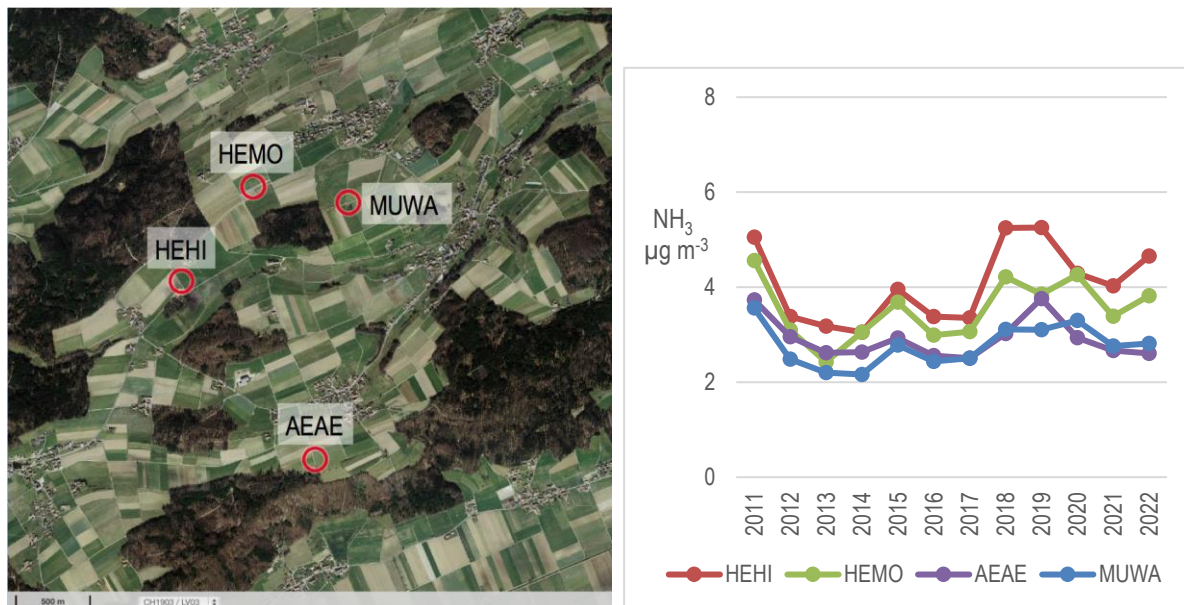 HEMO
MUWA
HEHI
AEAE
500 m
CH1903 / LV03
8
6
NH₃
µg m⁻³
4
2
0
2011
2012
2013
2014
2015
2016
2017
2018
2019
2020
2021
2022
HEHI
HEMO
AEAE
MUWA